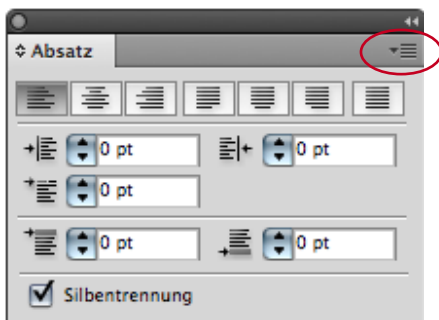 Absatz
0 pt 0 pt
0 pt
0 pt 0 pt
Silbentrennung